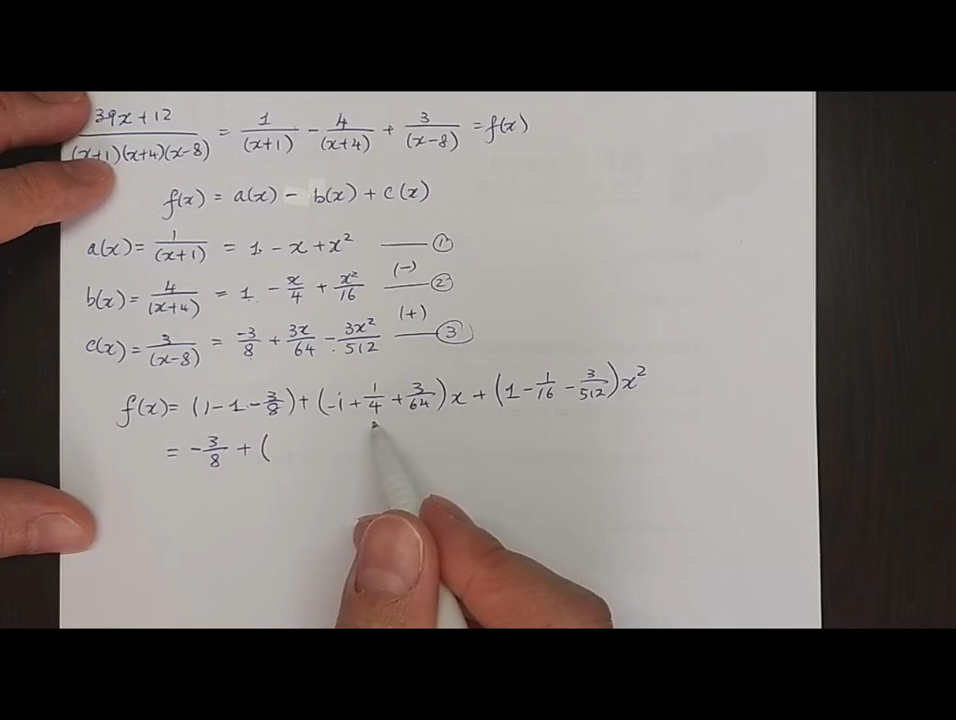 39x+12/(x+1)(x+4)(x-8) = 1/(x+1) - 4/(x+4) + 3/(x-8) = f(x)
f(x) = a(x) - b(x) + c(x)
a(x) = 1/(x+1) = 1 - x + x² —— ①
b(x) = 4/(x+4) = 1 - x/4 + x²/16 (-) —— ②
c(x) = 3/(x-8) = -3/8 + 3x/64 - 3x²/512 (+) —— ③
f(x) = (1-1-3/8) + (-1+1/4+3/64)x + (1-1/16-3/512)x²
= -3/8 + (